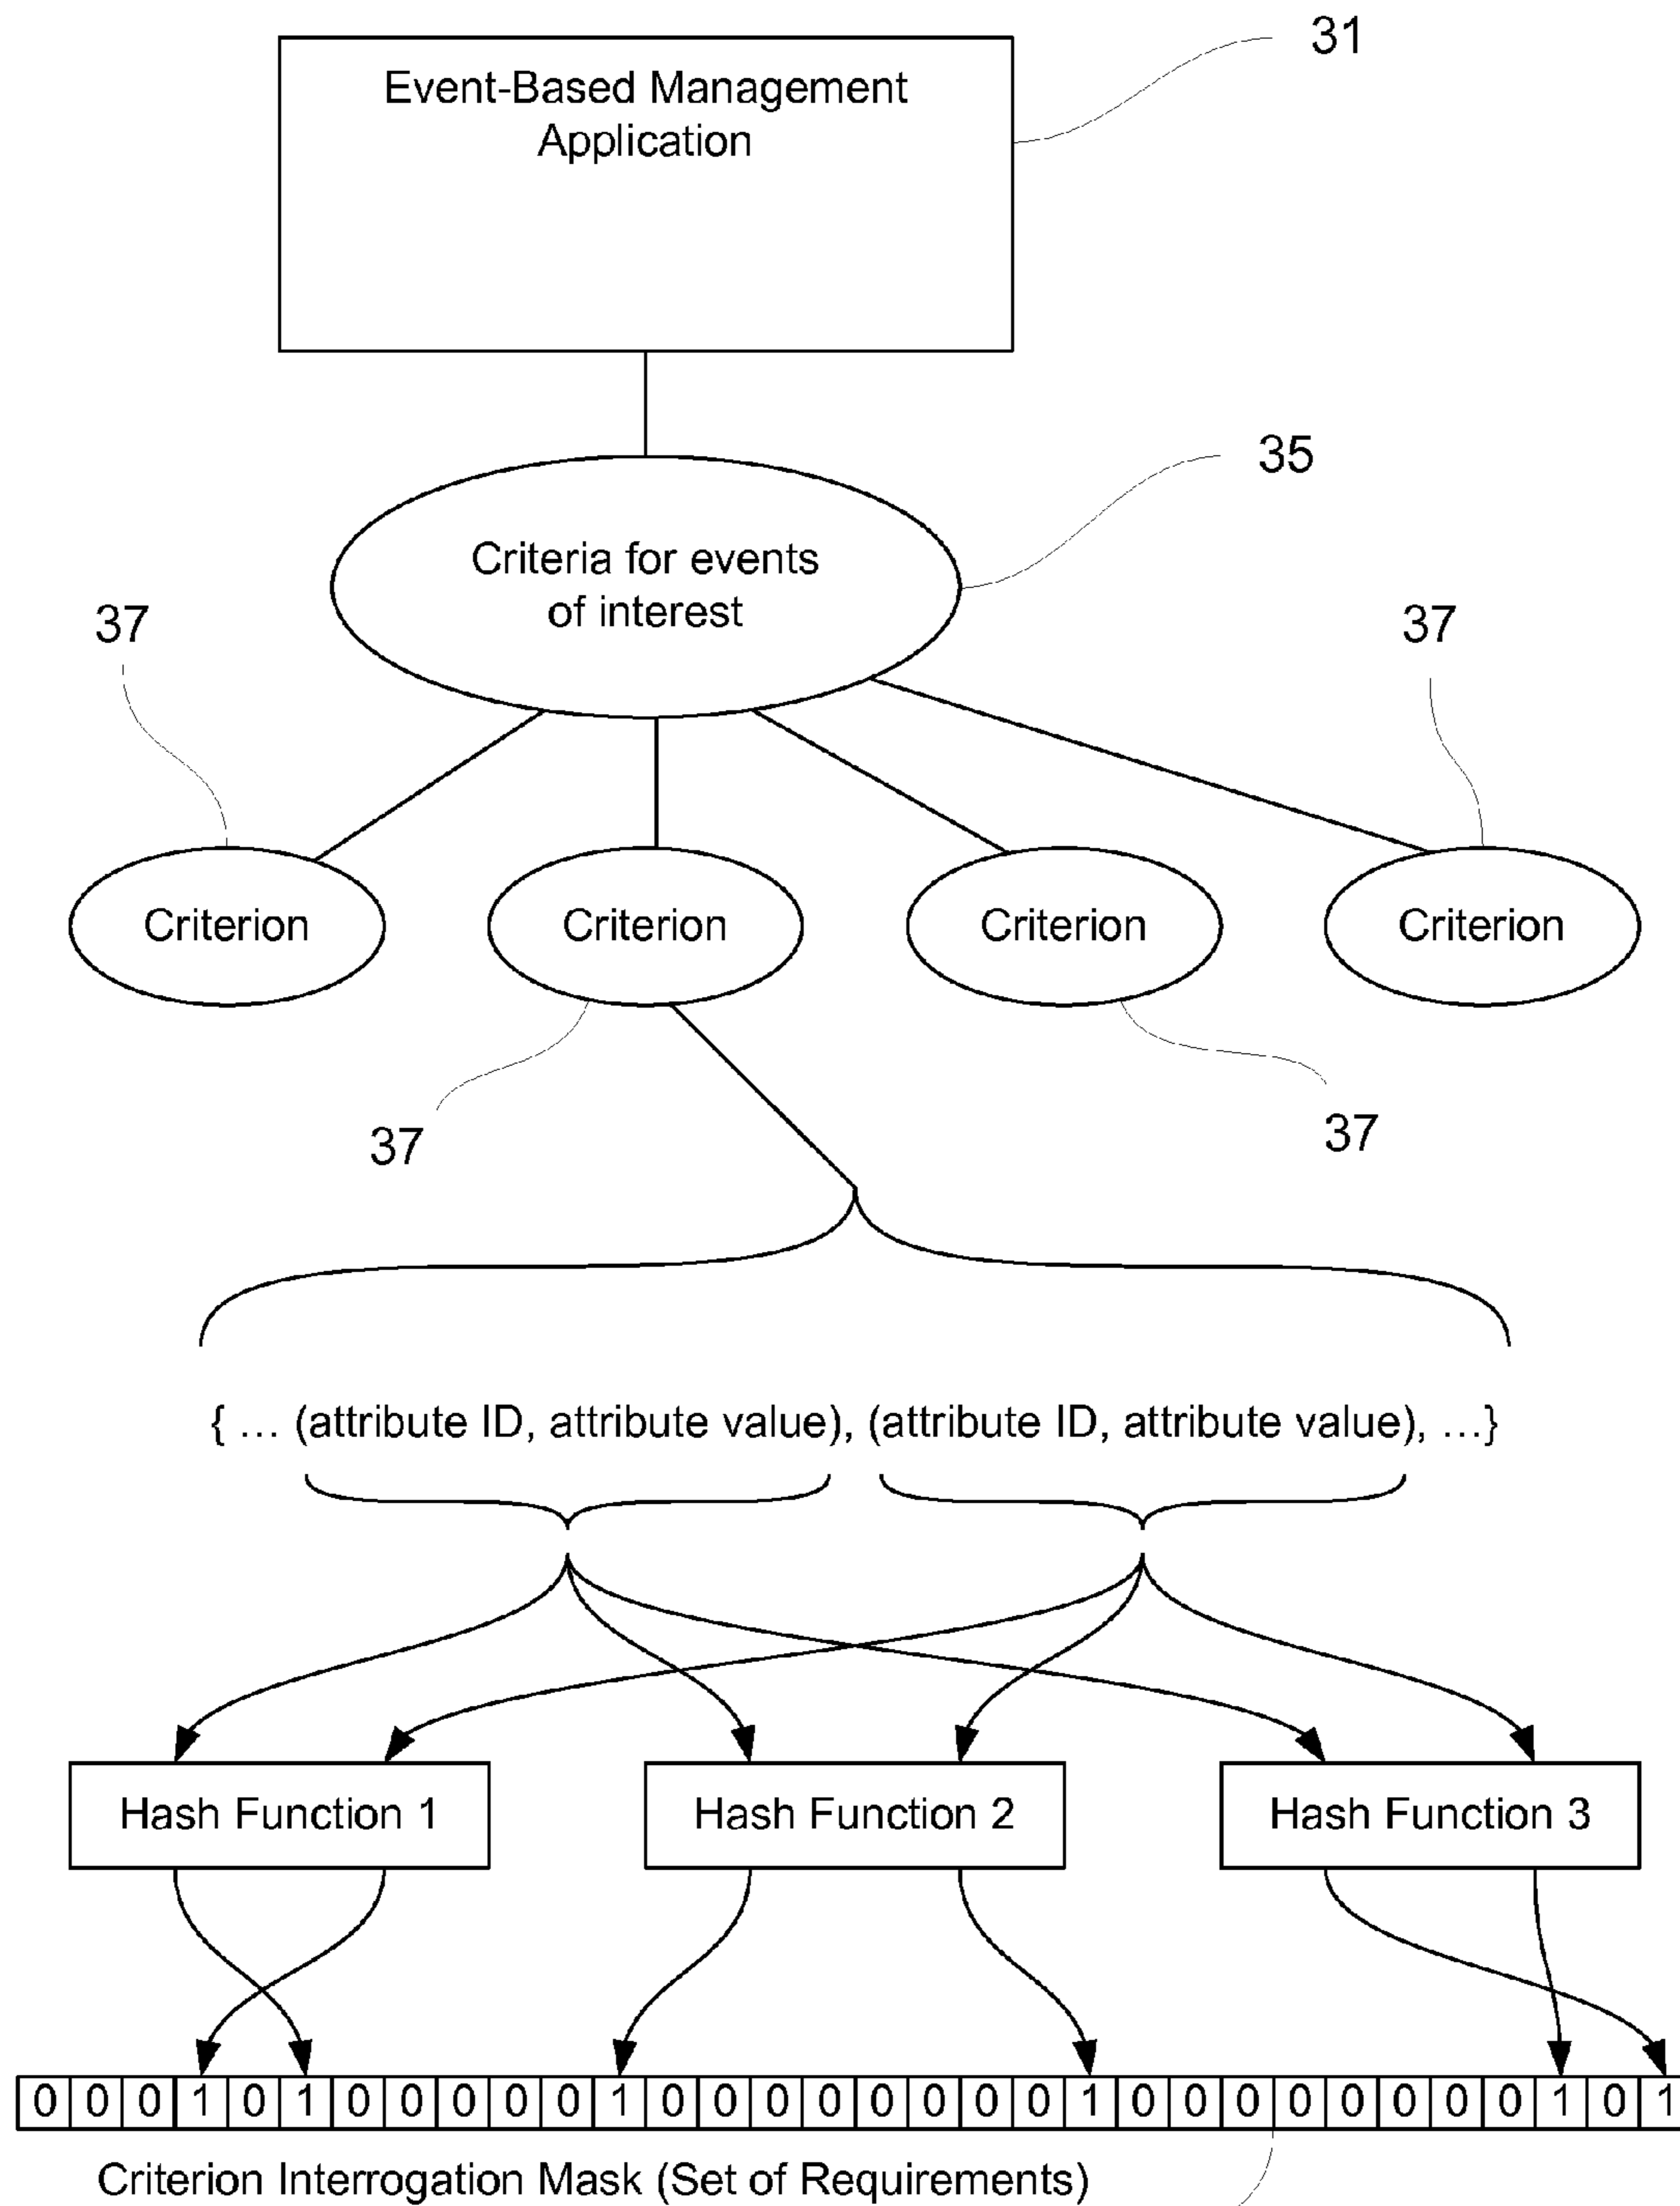 31
Event-Based Management
Application
35
Criteria for events
of interest
37
37
Criterion Criterion Criterion Criterion
37
37
{ ... (attribute ID, attribute value), (attribute ID, attribute value), ...}
Hash Function 1 Hash Function 2 Hash Function 3
0 0 0 1 0 1 0 0 0 0 0 1 0 0 0 0 0 0 0 0 1 0 0 0 0 0 0 0 0 1 0 1
Criterion Interrogation Mask (Set of Requirements)